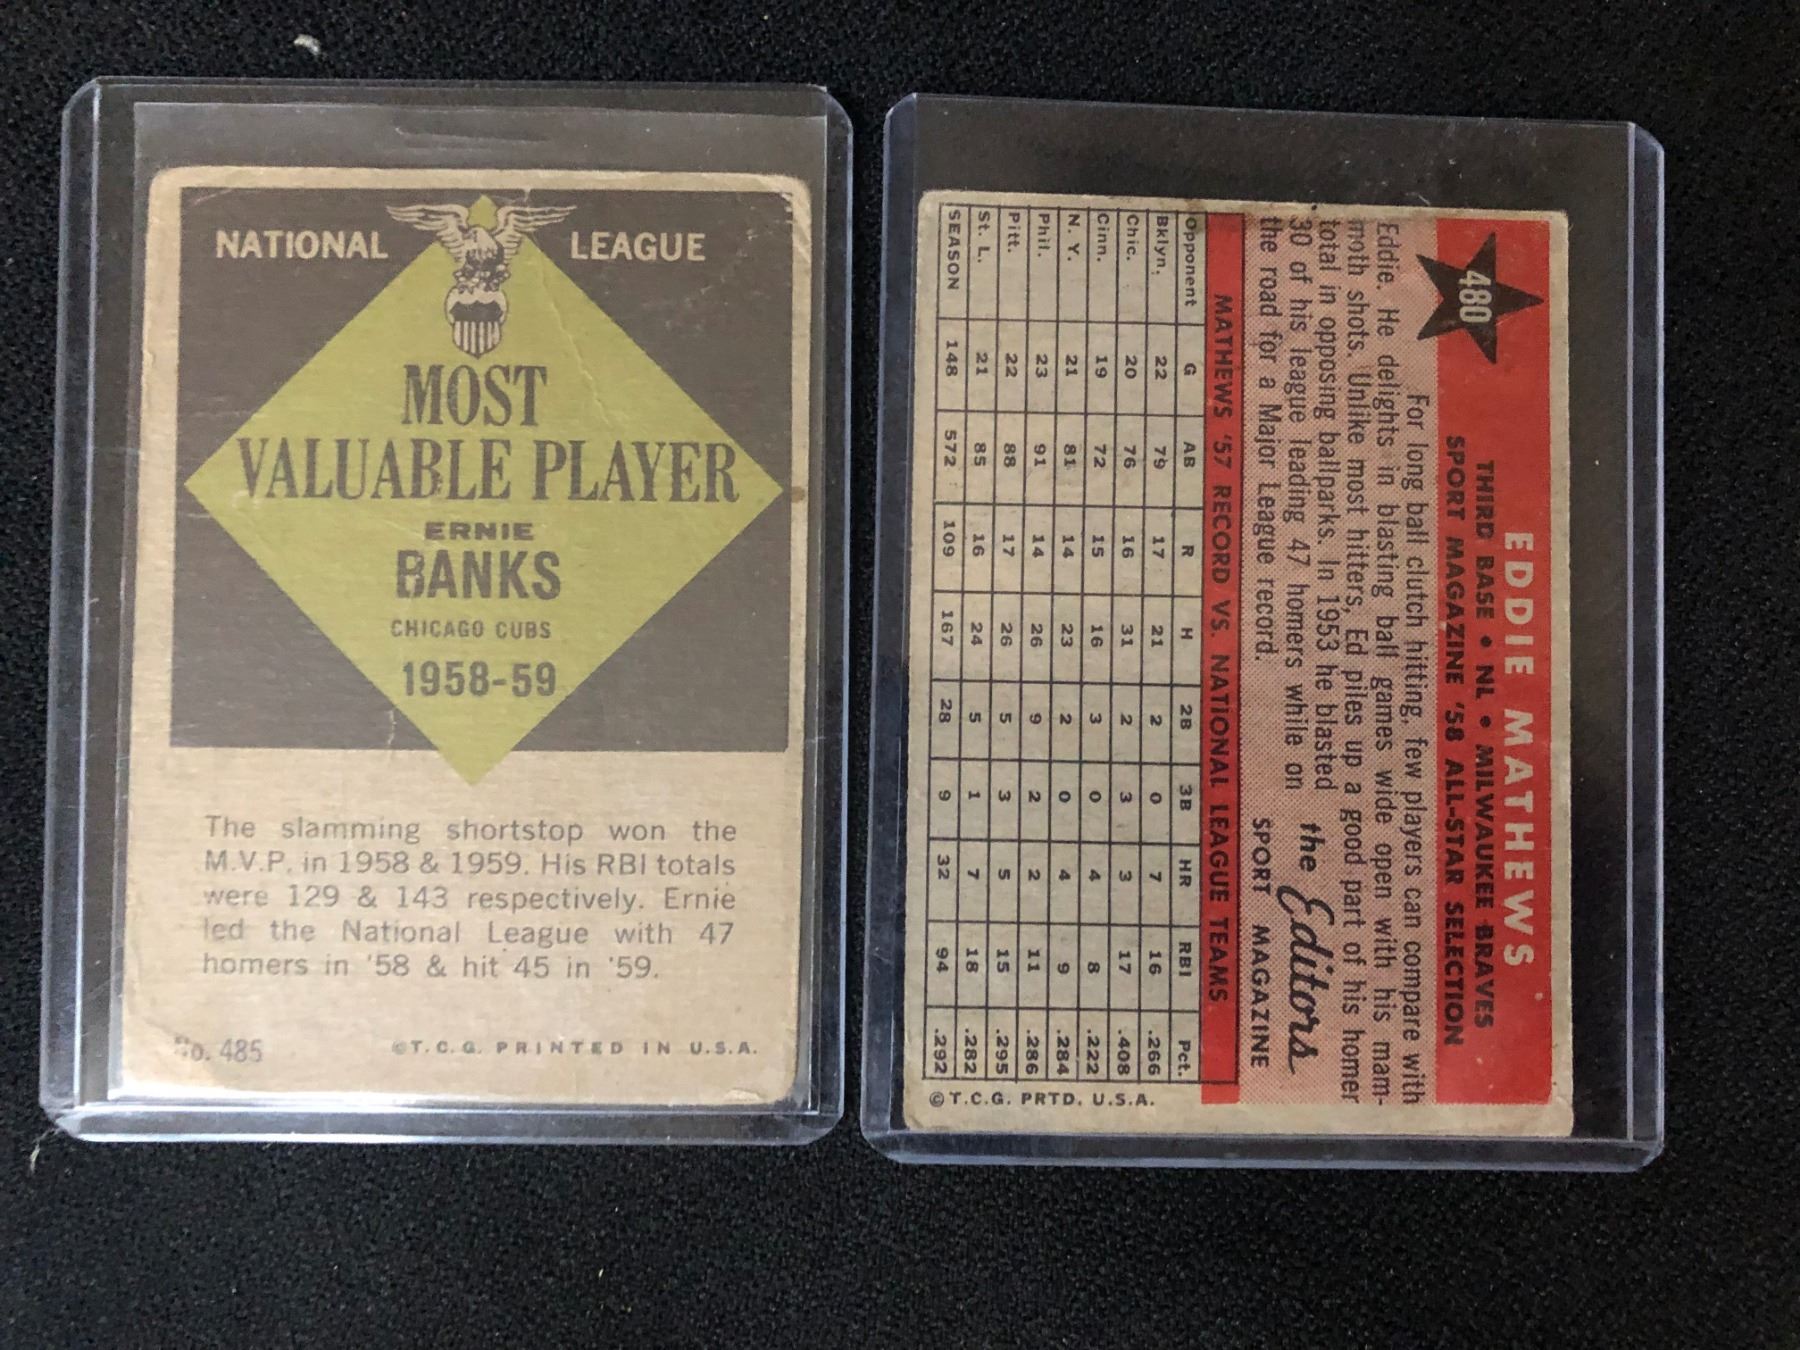 NATIONAL LEAGUE
MOST
VALUABLE PLAYER
ERNIE
BANKS
CHICAGO CUBS
1958-59
The slamming shortstop won the
M.V.P. in 1958 & 1959. His RBI totals
were 129 & 143 respectively. Ernie
led the National League with 47
homers in '58 & hit 45 in '59.
No. 485
©T.C.G. PRINTED IN U.S.A.
480
EDDIE MATHEWS
THIRD BASE • NL • MILWAUKEE BRAVES
SPORT MAGAZINE '58 ALL-STAR SELECTION
For long ball clutch hitting, few players can compare with
Eddie. He delights in blasting ball games wide open with his mam-
moth shots. Unlike most hitters, Ed piles up a good part of his homer
total in opposing ballparks. In 1953 he blasted
30 of his league leading 47 homers while on
the road for a Major League record.
the Editors
SPORT MAGAZINE
MATHEWS '57 RECORD VS. NATIONAL LEAGUE TEAMS
Opponent G AB R H 2B 3B HR RBI Pct.
Bklyn. 22 79 17 21 2 0 7 16 .266
Chic. 20 76 16 31 2 3 3 17 .408
Cinn. 19 72 15 16 3 0 4 8 .222
N. Y. 21 81 14 23 2 0 4 9 .284
Phil. 23 91 14 26 9 2 2 11 .286
Pitt. 22 88 17 26 5 3 5 15 .295
St. L. 21 85 16 24 5 1 7 18 .282
SEASON 148 572 109 167 28 9 32 94 .292
©T.C.G. PRTD. U.S.A.